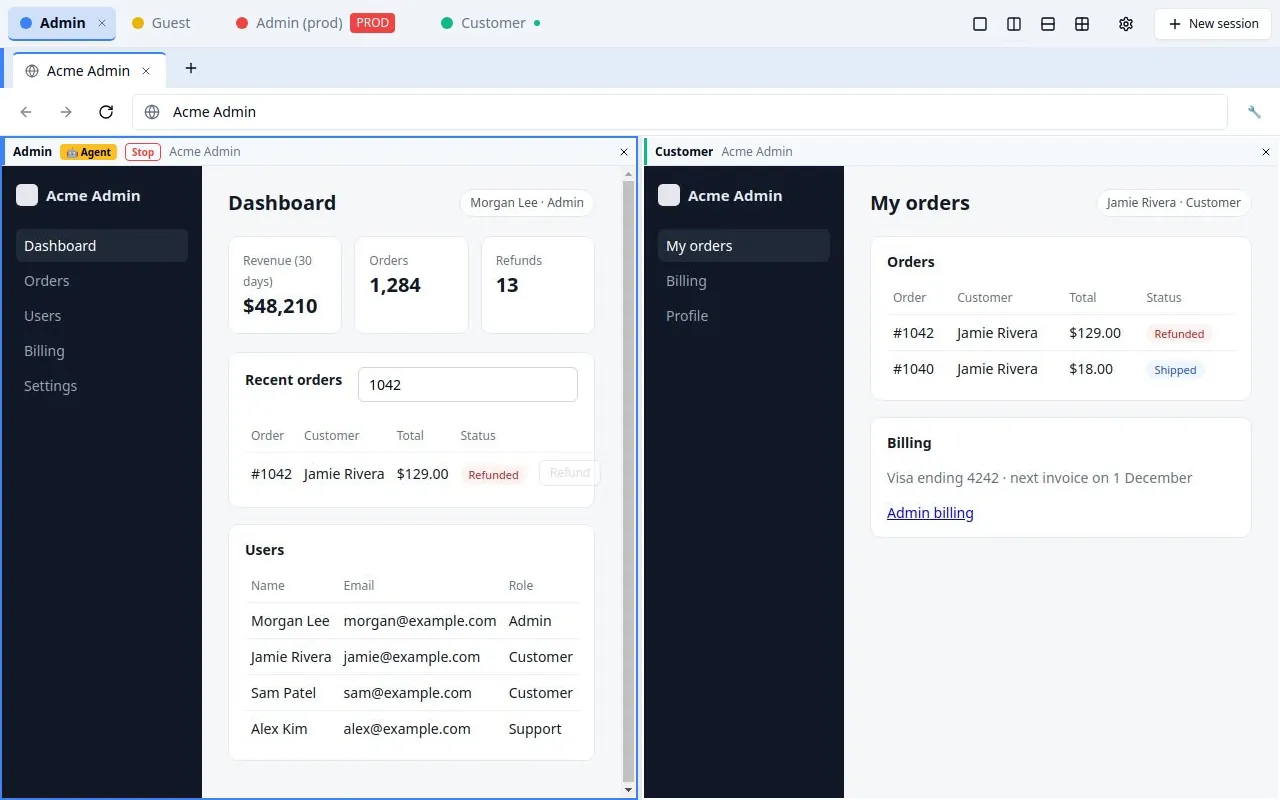 Admin
Guest
Admin (prod) PROD
Customer
New session
Acme Admin
Acme Admin
Admin 🤖 Agent Stop Acme Admin
Acme Admin
Dashboard
Orders
Users
Billing
Settings
Dashboard
Morgan Lee · Admin
Revenue (30
days)
$48,210
Orders
1,284
Refunds
13
Recent orders
1042
Order Customer Total Status
#1042 Jamie Rivera $129.00 Refunded Refund
Users
Name Email Role
Morgan Lee morgan@example.com Admin
Jamie Rivera jamie@example.com Customer
Sam Patel sam@example.com Customer
Alex Kim alex@example.com Support
Customer Acme Admin
Acme Admin
My orders
Billing
Profile
My orders
Jamie Rivera · Customer
Orders
Order Customer Total Status
#1042 Jamie Rivera $129.00 Refunded
#1040 Jamie Rivera $18.00 Shipped
Billing
Visa ending 4242 · next invoice on 1 December
Admin billing